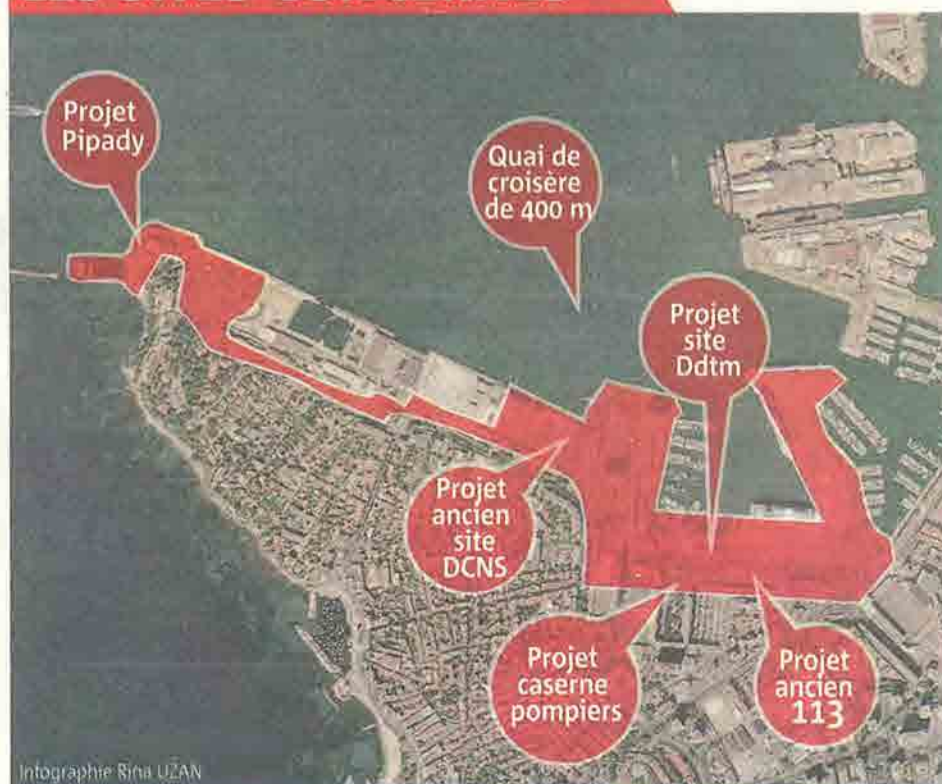 Projet
Pipady
Quai de
croisère
de 400 m
Projet
site
Ddtm
Projet
ancien
site
DCNS
Projet
caserne
pompiers
Projet
ancien
113
Infographie Rina UZAN